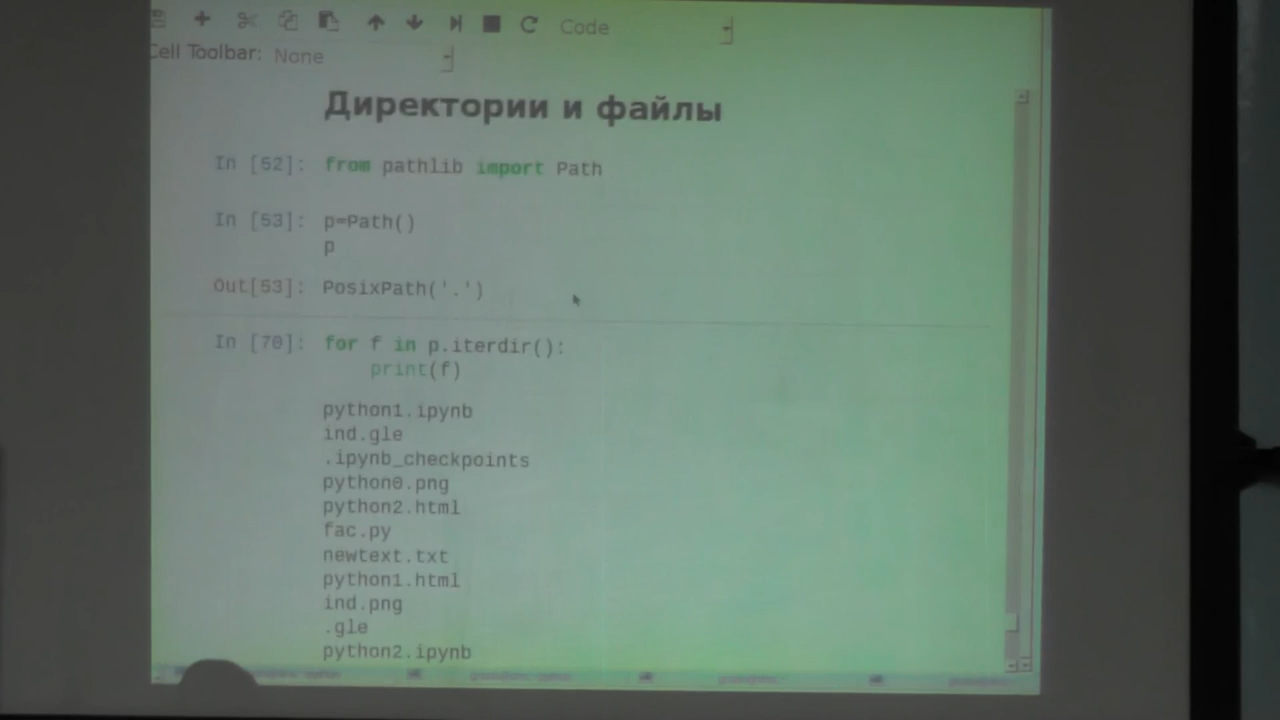 Code
Cell Toolbar: None
Директории и файлы
In [52]: from pathlib import Path
In [53]: p=Path()
p
Out[53]: PosixPath('.')
In [70]: for f in p.iterdir():
print(f)
python1.ipynb
ind.gle
.ipynb_checkpoints
python0.png
python2.html
fac.py
newtext.txt
python1.html
ind.png
.gle
python2.ipynb